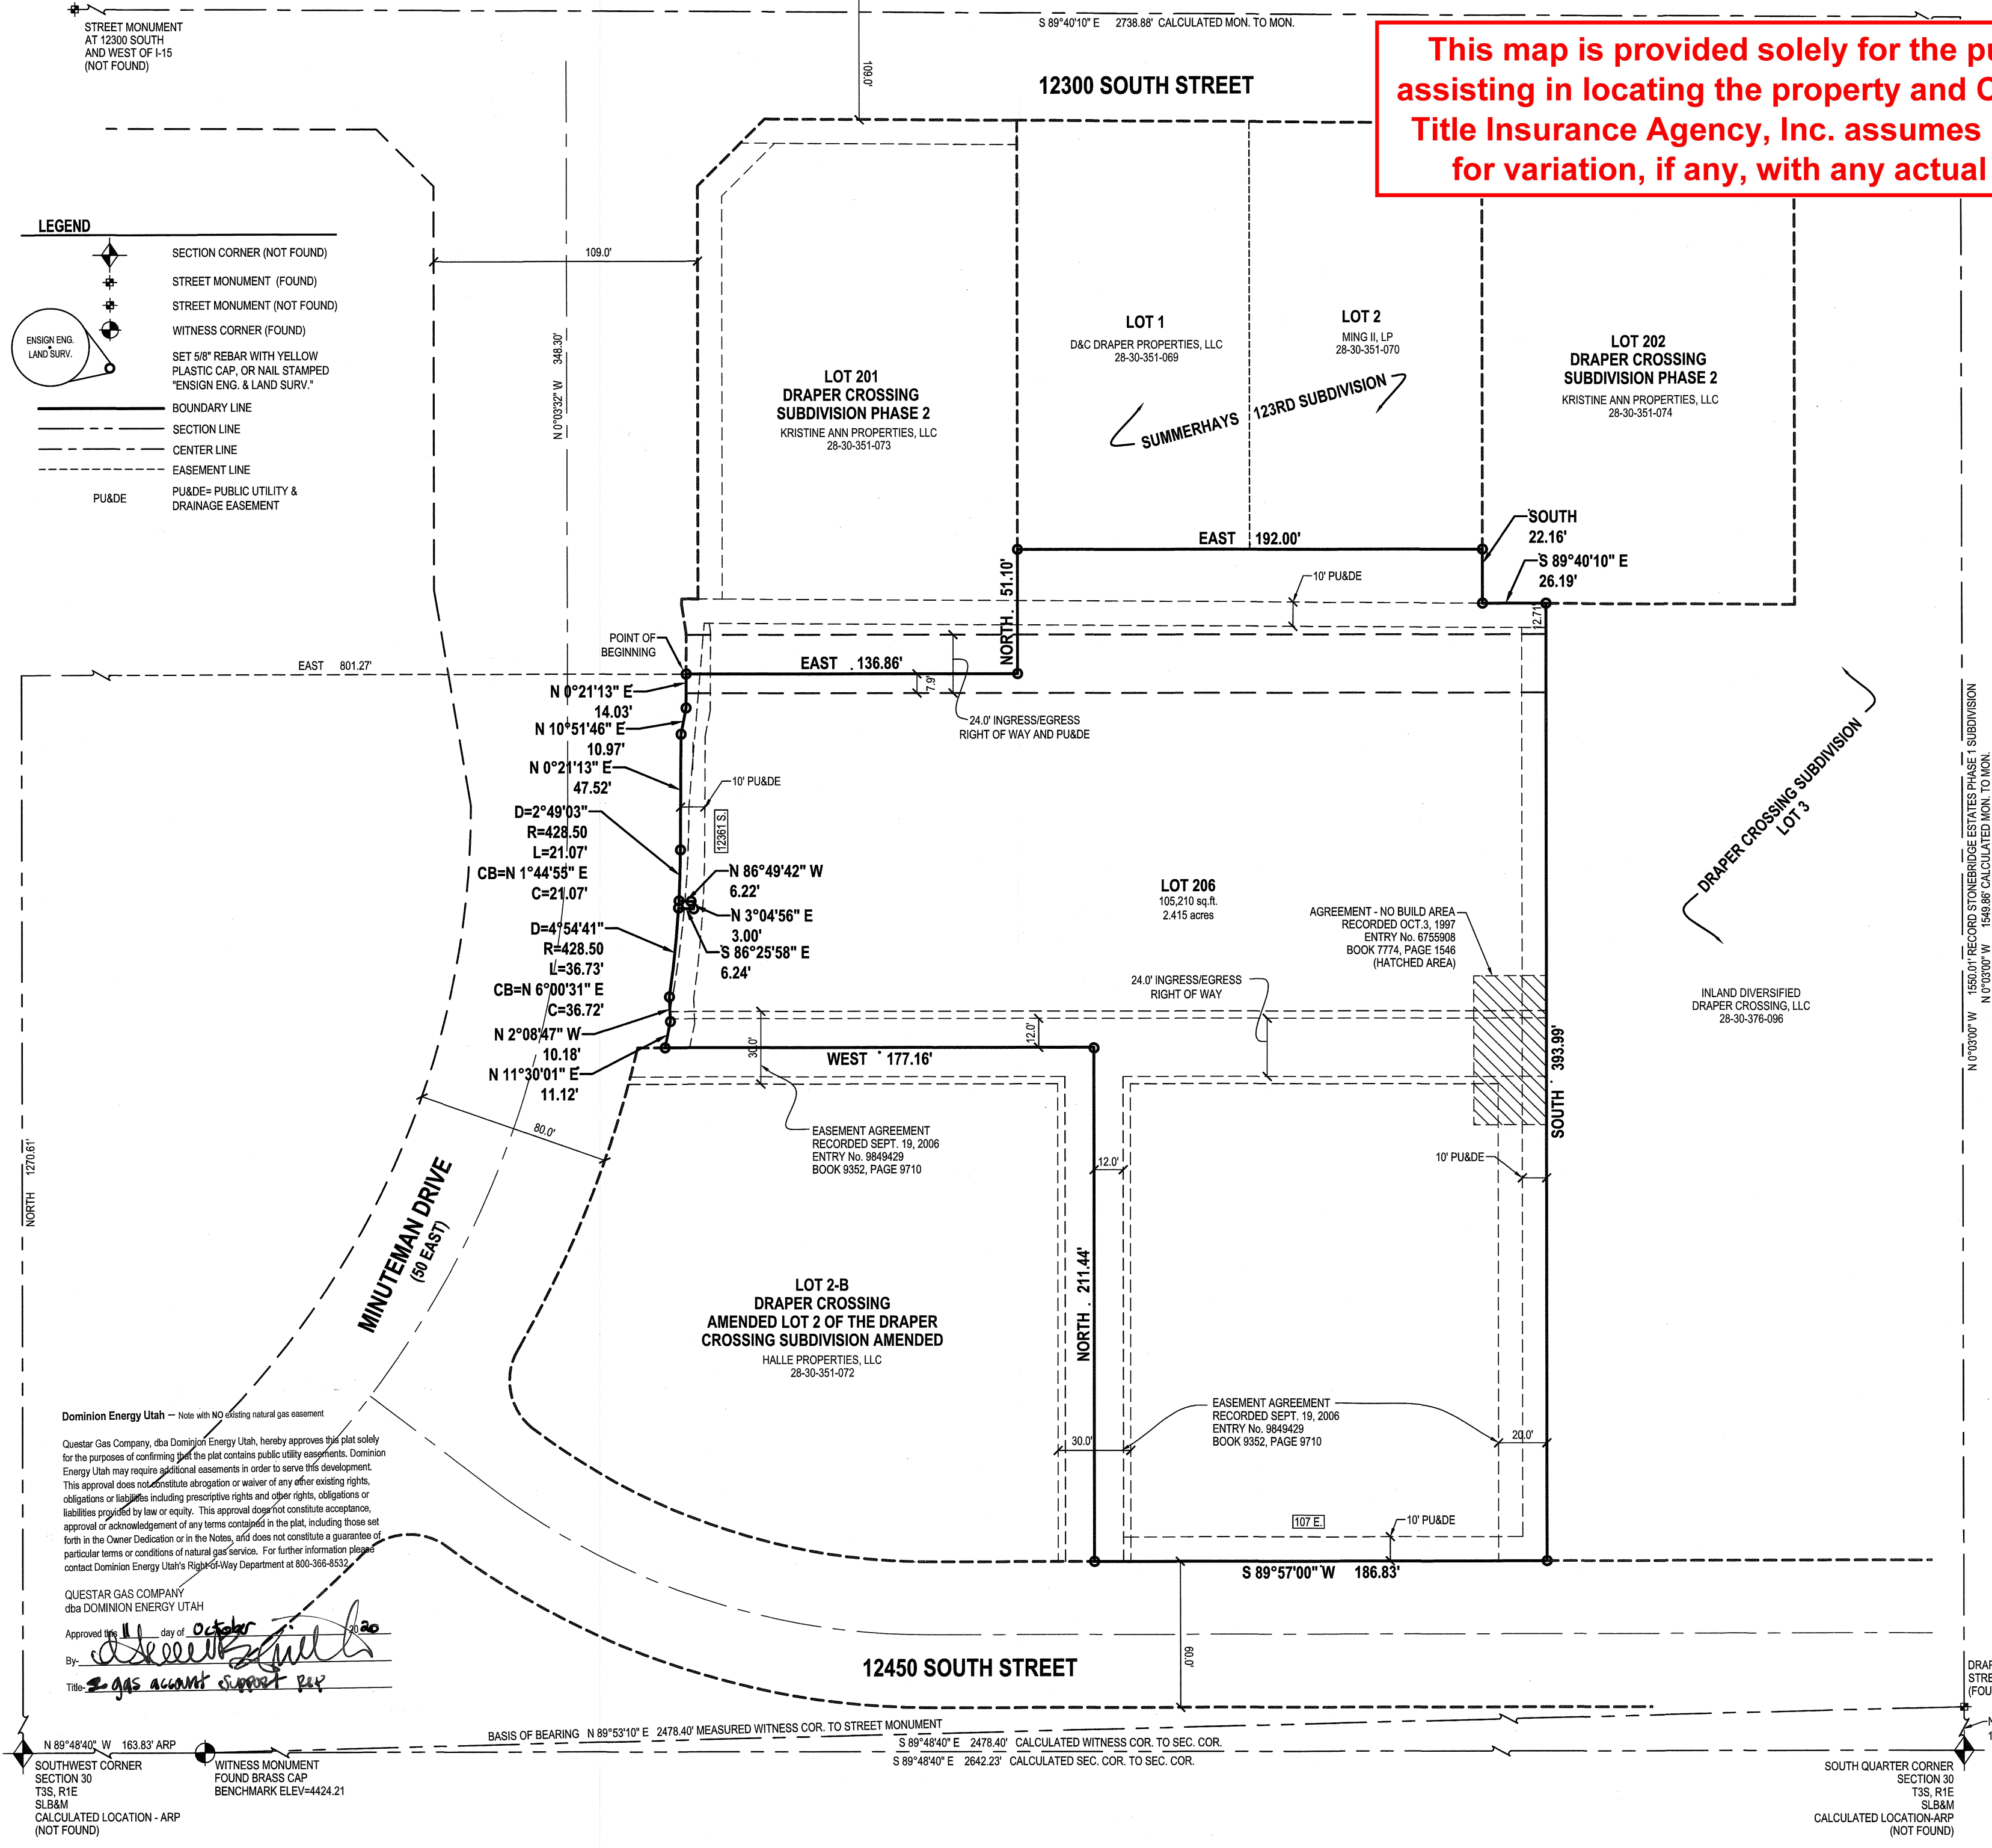 STREET MONUMENT
AT 12300 SOUTH
AND WEST OF I-15
(NOT FOUND)
S 89°40'10" E 2738.88' CALCULATED MON. TO MON.
109.0'
12300 SOUTH STREET
This map is provided solely for the
assisting in locating the property and
Title Insurance Agency, Inc. assumes
for variation, if any, with any actual
LEGEND
SECTION CORNER (NOT FOUND)
STREET MONUMENT (FOUND)
STREET MONUMENT (NOT FOUND)
WITNESS CORNER (FOUND)
ENSIGN ENG.
LAND SURV.
SET 5/8" REBAR WITH YELLOW
PLASTIC CAP, OR NAIL STAMPED
"ENSIGN ENG. & LAND SURV."
BOUNDARY LINE
SECTION LINE
CENTER LINE
EASEMENT LINE
PU&DE
PU&DE= PUBLIC UTILITY &
DRAINAGE EASEMENT
109.0'
N 0°03'32" W 348.30'
LOT 201
DRAPER CROSSING
SUBDIVISION PHASE 2
KRISTINE ANN PROPERTIES, LLC
28-30-351-073
LOT 1
D&C DRAPER PROPERTIES, LLC
28-30-351-069
LOT 2
MING II, LP
28-30-351-070
SUMMERHAYS 123RD SUBDIVISION
LOT 202
DRAPER CROSSING
SUBDIVISION PHASE 2
KRISTINE ANN PROPERTIES, LLC
28-30-351-074
EAST 192.00'
SOUTH
22.16'
S 89°40'10" E
26.19'
NORTH 51.10'
10' PU&DE
12.71'
POINT OF
BEGINNING
EAST 801.27'
EAST 136.86'
7.9'
24.0' INGRESS/EGRESS
RIGHT OF WAY AND PU&DE
N 0°21'13" E
14.03'
N 10°51'46" E
10.97'
N 0°21'13" E
47.52'
10' PU&DE
12361 S.
D=2°49'03"
R=428.50
L=21.07'
CB=N 1°44'55" E
C=21.07'
N 86°49'42" W
6.22'
N 3°04'56" E
3.00'
S 86°25'58" E
6.24'
D=4°54'41"
R=428.50
L=36.73'
CB=N 6°00'31" E
C=36.72'
N 2°08'47" W
10.18'
N 11°30'01" E
11.12'
LOT 206
105,210 sq.ft.
2.415 acres
AGREEMENT - NO BUILD AREA
RECORDED OCT.3, 1997
ENTRY No. 6755908
BOOK 7774, PAGE 1546
(HATCHED AREA)
24.0' INGRESS/EGRESS
RIGHT OF WAY
DRAPER CROSSING SUBDIVISION
LOT 3
INLAND DIVERSIFIED
DRAPER CROSSING, LLC
28-30-376-096
N 0°03'00" W 1550.01' RECORD STONEBRIDGE ESTATES PHASE 1 SUBDIVISION
N 0°03'00" W 1549.86' CALCULATED MON. TO MON.
WEST 177.16'
30.0'
12.0'
SOUTH 393.99'
80.0'
EASEMENT AGREEMENT
RECORDED SEPT. 19, 2006
ENTRY No. 9849429
BOOK 9352, PAGE 9710
12.0'
10' PU&DE
NORTH 1270.61'
MINUTEMAN DRIVE
(50 EAST)
NORTH 211.44'
LOT 2-B
DRAPER CROSSING
AMENDED LOT 2 OF THE DRAPER
CROSSING SUBDIVISION AMENDED
HALLE PROPERTIES, LLC
28-30-351-072
EASEMENT AGREEMENT
RECORDED SEPT. 19, 2006
ENTRY No. 9849429
BOOK 9352, PAGE 9710
30.0'
20.0'
107 E.
10' PU&DE
S 89°57'00" W 186.83'
60.0'
Dominion Energy Utah – Note with NO existing natural gas easement
Questar Gas Company, dba Dominion Energy Utah, hereby approves this plat solely
for the purposes of confirming that the plat contains public utility easements. Dominion
Energy Utah may require additional easements in order to serve this development.
This approval does not constitute abrogation or waiver of any other existing rights,
obligations or liabilities including prescriptive rights and other rights, obligations or
liabilities provided by law or equity. This approval does not constitute acceptance,
approval or acknowledgement of any terms contained in the plat, including those set
forth in the Owner Dedication or in the Notes, and does not constitute a guarantee of
particular terms or conditions of natural gas service. For further information please
contact Dominion Energy Utah's Right-of-Way Department at 800-366-8532.
QUESTAR GAS COMPANY
dba DOMINION ENERGY UTAH
Approved this 11 day of October 2020
By-
Title- gas account support rep
12450 SOUTH STREET
BASIS OF BEARING N 89°53'10" E 2478.40' MEASURED WITNESS COR. TO STREET MONUMENT
S 89°48'40" E 2478.40' CALCULATED WITNESS COR. TO SEC. COR.
S 89°48'40" E 2642.23' CALCULATED SEC. COR. TO SEC. COR.
N 89°48'40" W 163.83' ARP
SOUTHWEST CORNER
SECTION 30
T3S, R1E
SLB&M
CALCULATED LOCATION - ARP
(NOT FOUND)
WITNESS MONUMENT
FOUND BRASS CAP
BENCHMARK ELEV=4424.21
SOUTH QUARTER CORNER
SECTION 30
T3S, R1E
SLB&M
CALCULATED LOCATION-ARP
(NOT FOUND)